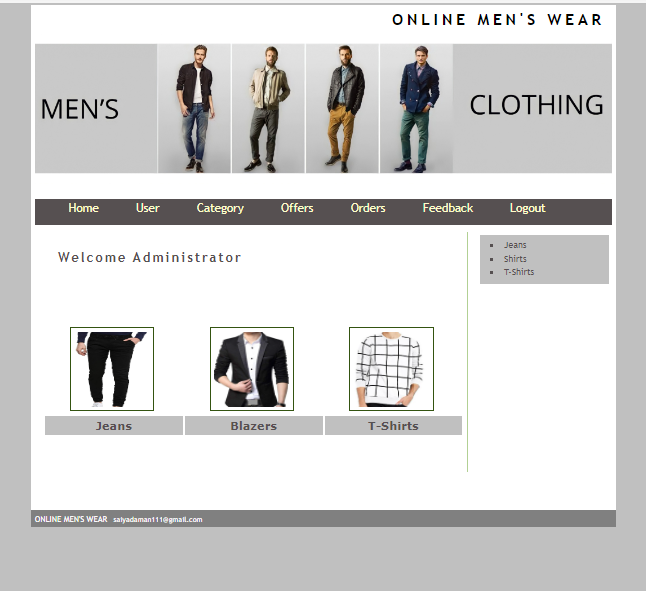 ONLINE MEN'S WEAR
MEN'S CLOTHING
Home User Category Offers Orders Feedback Logout
Welcome Administrator
Jeans
Shirts
T-Shirts
Jeans Blazers T-Shirts
ONLINE MEN'S WEAR saiyadaman111@gmail.com